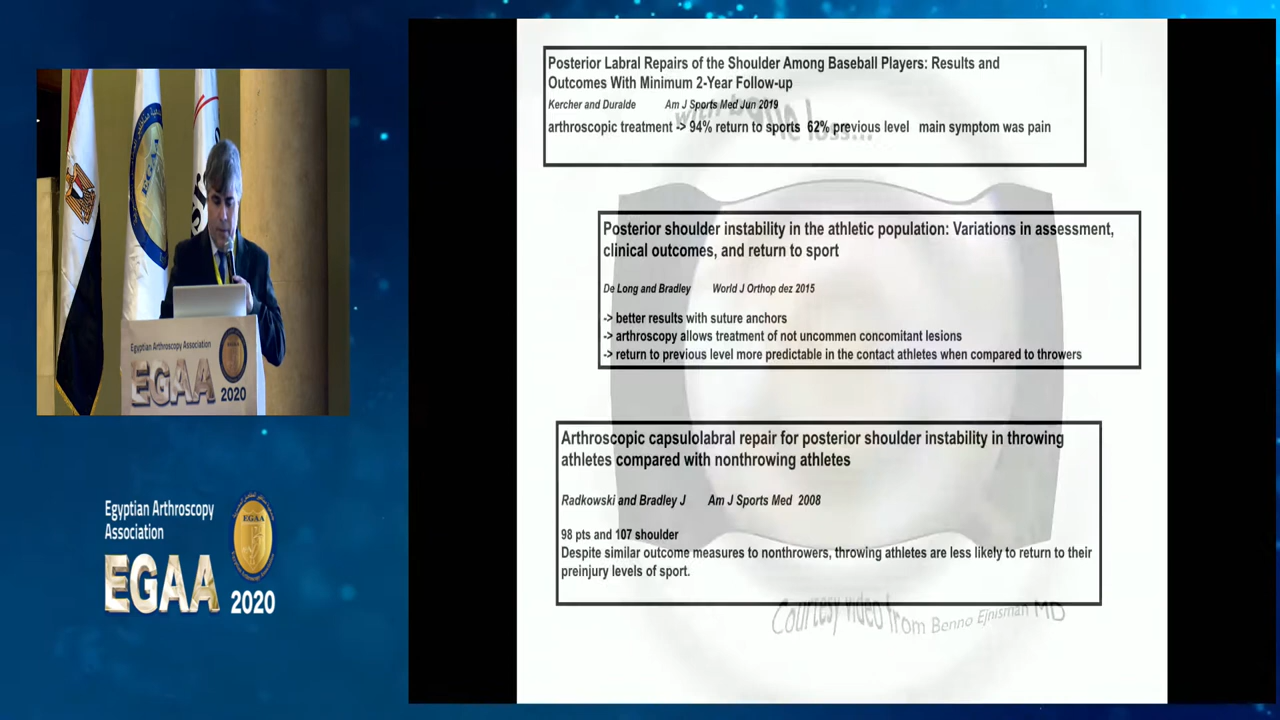 Posterior Labral Repairs of the Shoulder Among Baseball Players: Results and
Outcomes With Minimum 2-Year Follow-up
Kercher and Duralde Am J Sports Med Jun 2019
arthroscopic treatment -> 94% return to sports 62% previous level main symptom was pain
Posterior shoulder instability in the athletic population: Variations in assessment,
clinical outcomes, and return to sport
De Long and Bradley World J Orthop dez 2015
-> better results with suture anchors
-> arthroscopy allows treatment of not uncommen concomitant lesions
-> return to previous level more predictable in the contact athletes when compared to throwers
Arthroscopic capsulolabral repair for posterior shoulder instability in throwing
athletes compared with nonthrowing athletes
Radkowski and Bradley J Am J Sports Med 2008
98 pts and 107 shoulder
Despite similar outcome measures to nonthrowers, throwing athletes are less likely to return to their
preinjury levels of sport.
Courtesy video from Benno Ejnisman MD
Egyptian Arthroscopy Association
EGAA
2020
Egyptian Arthroscopy
Association
EGAA 2020
EGAA